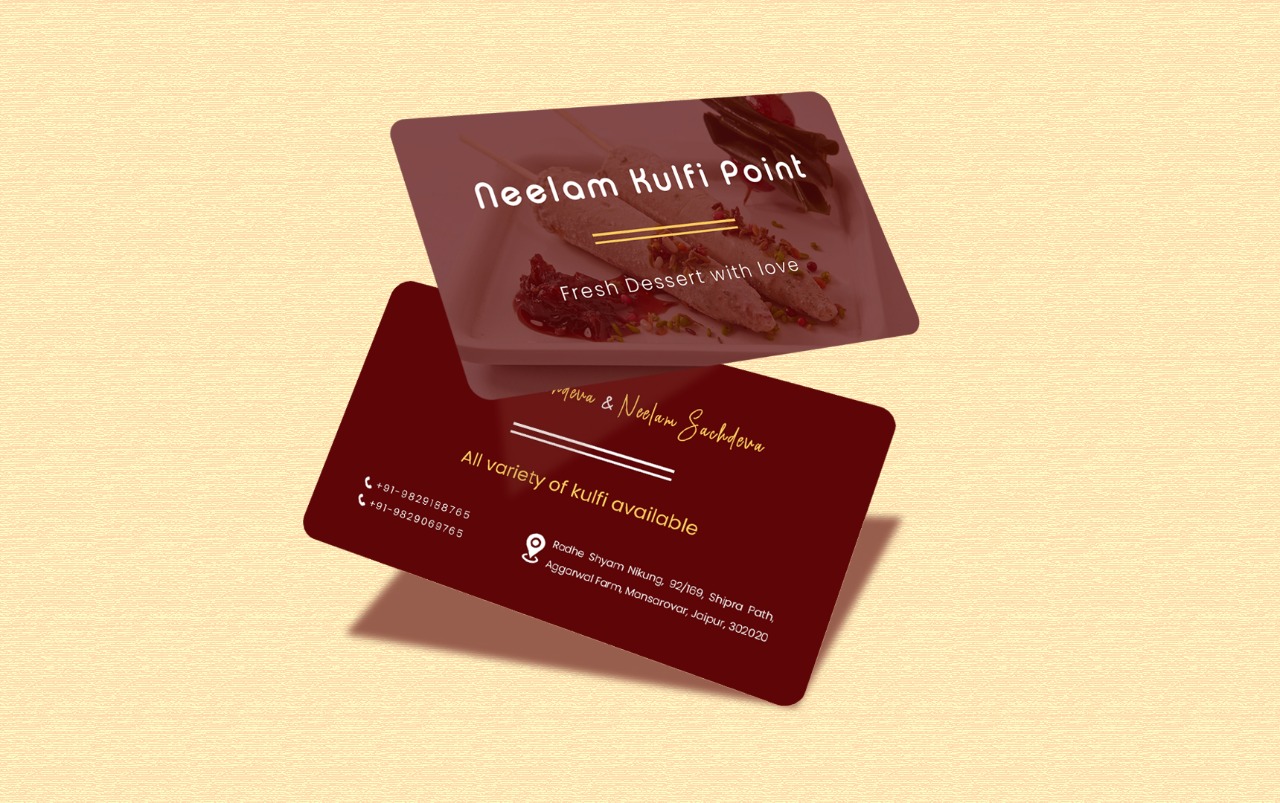 Neelam Kulfi Point
Fresh Dessert with love
& Neelam Sachdeva
All variety of kulfi available
+91-9829188765
+91-9829069765
Radhe Shyam Nikung, 92/169, Shipra Path,
Aggarwal Farm, Mansarovar, Jaipur, 302020